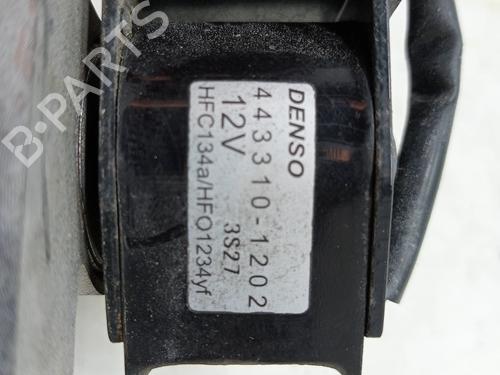 DENSO
443310-1202
12V 3S27
HFC134a/HFO1234yf
B-PARTS